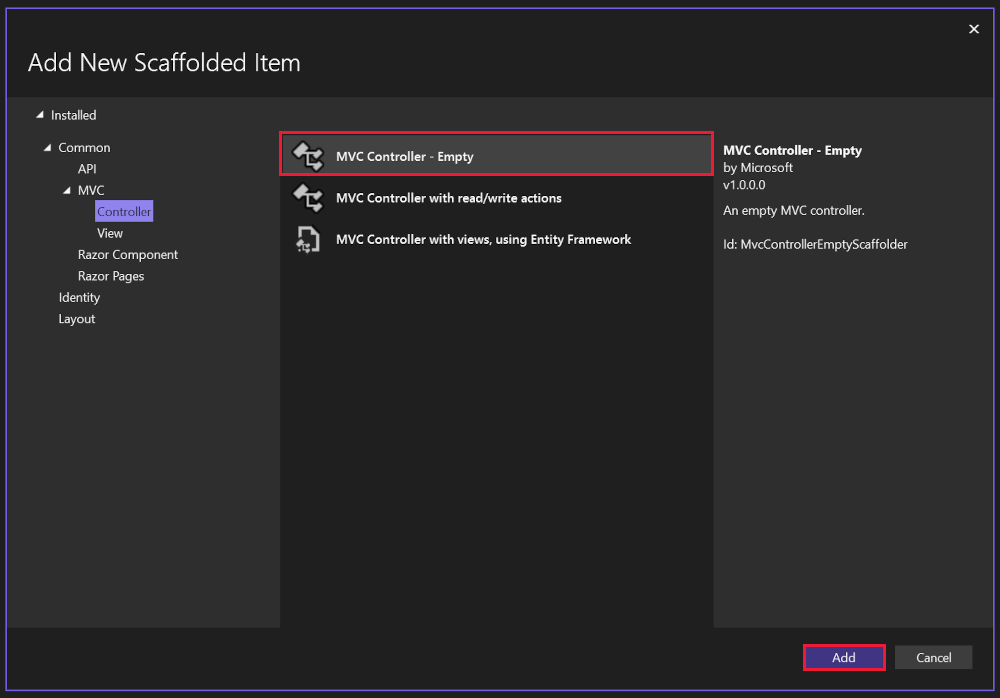 Add New Scaffolded Item
Installed
Common
API
MVC
Controller
View
Razor Component
Razor Pages
Identity
Layout
MVC Controller - Empty
MVC Controller with read/write actions
MVC Controller with views, using Entity Framework
MVC Controller - Empty
by Microsoft
v1.0.0.0
An empty MVC controller.
Id: MvcControllerEmptyScaffolder
Add
Cancel